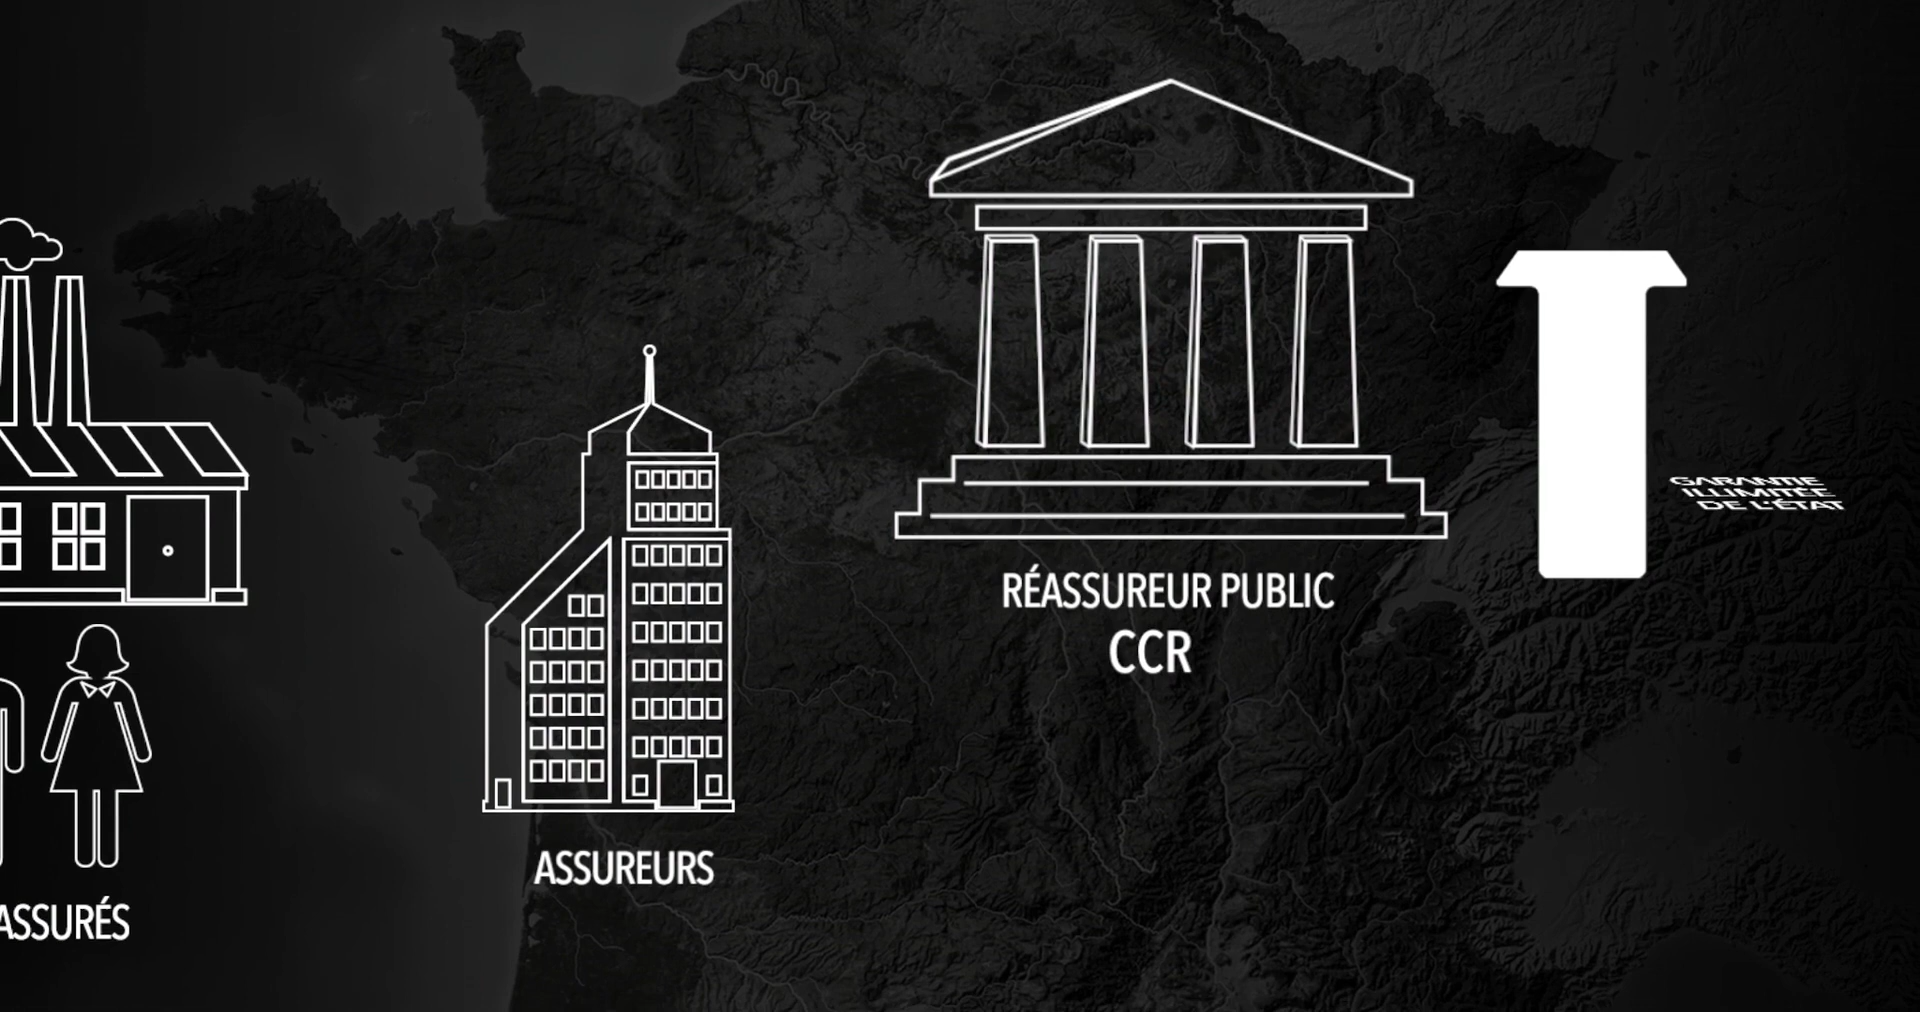 ASSURÉS
ASSUREURS
RÉASSUREUR PUBLIC
CCR
GARANTIE
ILLIMITÉE
DE L'ÉTAT